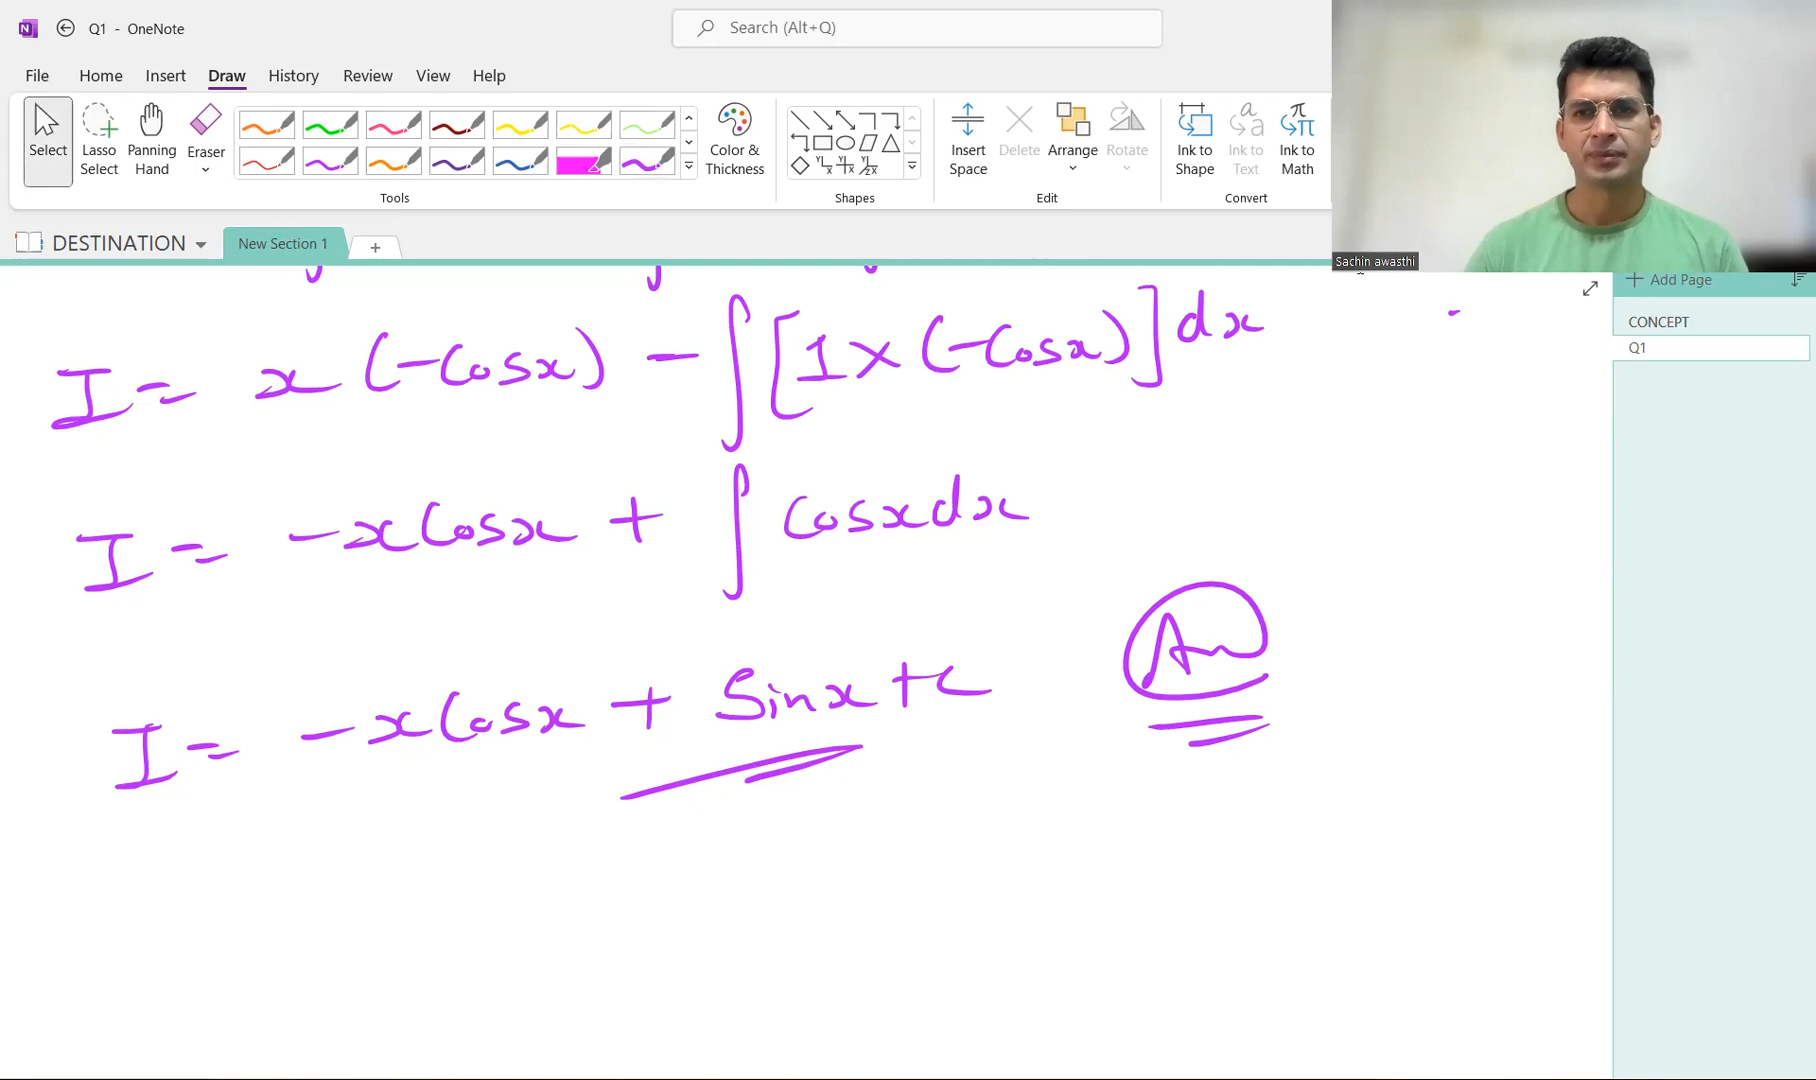 Q1 - OneNote
Search (Alt+Q)
File Home Insert Draw History Review View Help
Select
Lasso Select
Panning Hand
Eraser
Color & Thickness
Insert Space
Delete
Arrange
Rotate
Ink to Shape
Ink to Text
Ink to Math
Tools
Shapes
Edit
Convert
DESTINATION
New Section 1
+
Sachin awasthi
Add Page
CONCEPT
Q1
I = x (-Cosx) - ∫ [1 × (-Cosx)] dx
I = -xCosx + ∫ Cosxdx
I = -xCosx + Sinx+c